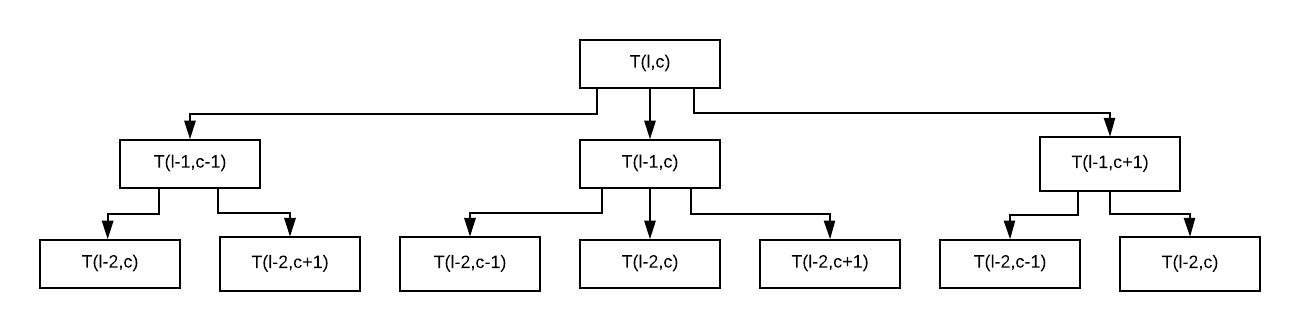 T(l,c)
T(l-1,c-1)
T(l-1,c)
T(l-1,c+1)
T(l-2,c)
T(l-2,c+1)
T(l-2,c-1)
T(l-2,c)
T(l-2,c+1)
T(l-2,c-1)
T(l-2,c)